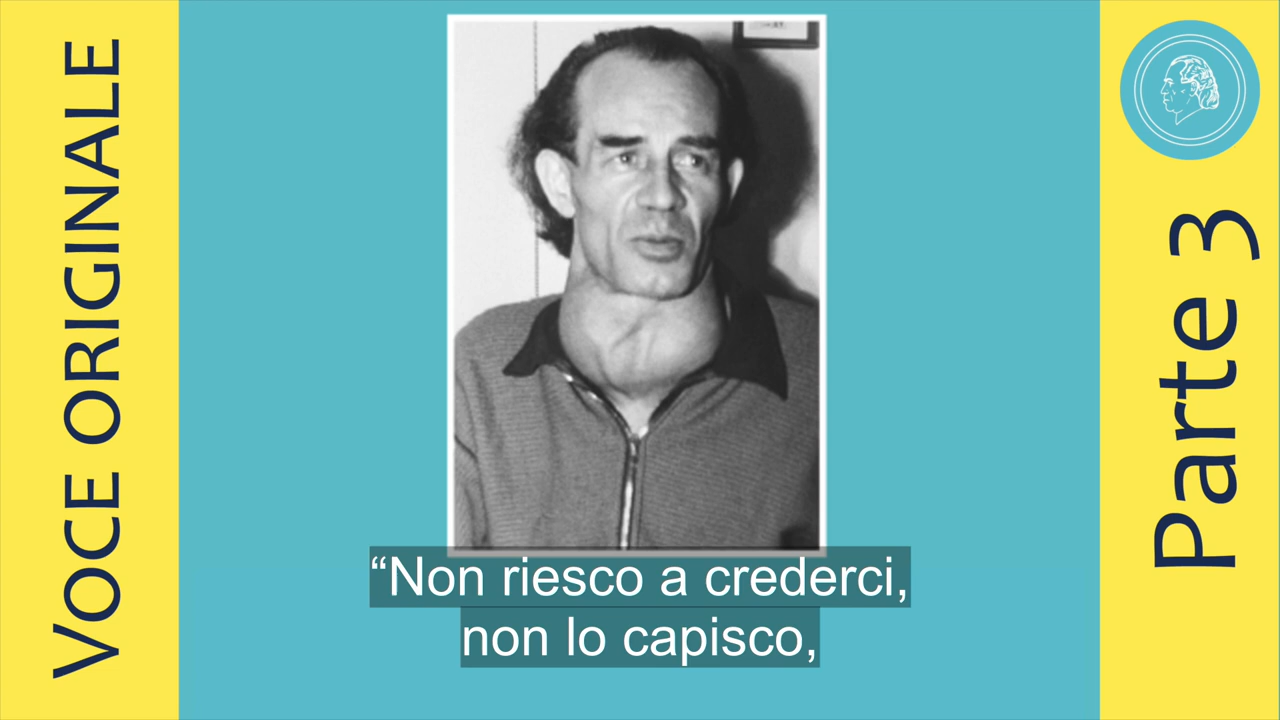 VOCE ORIGINALE
“Non riesco a crederci,
non lo capisco,
Parte 3